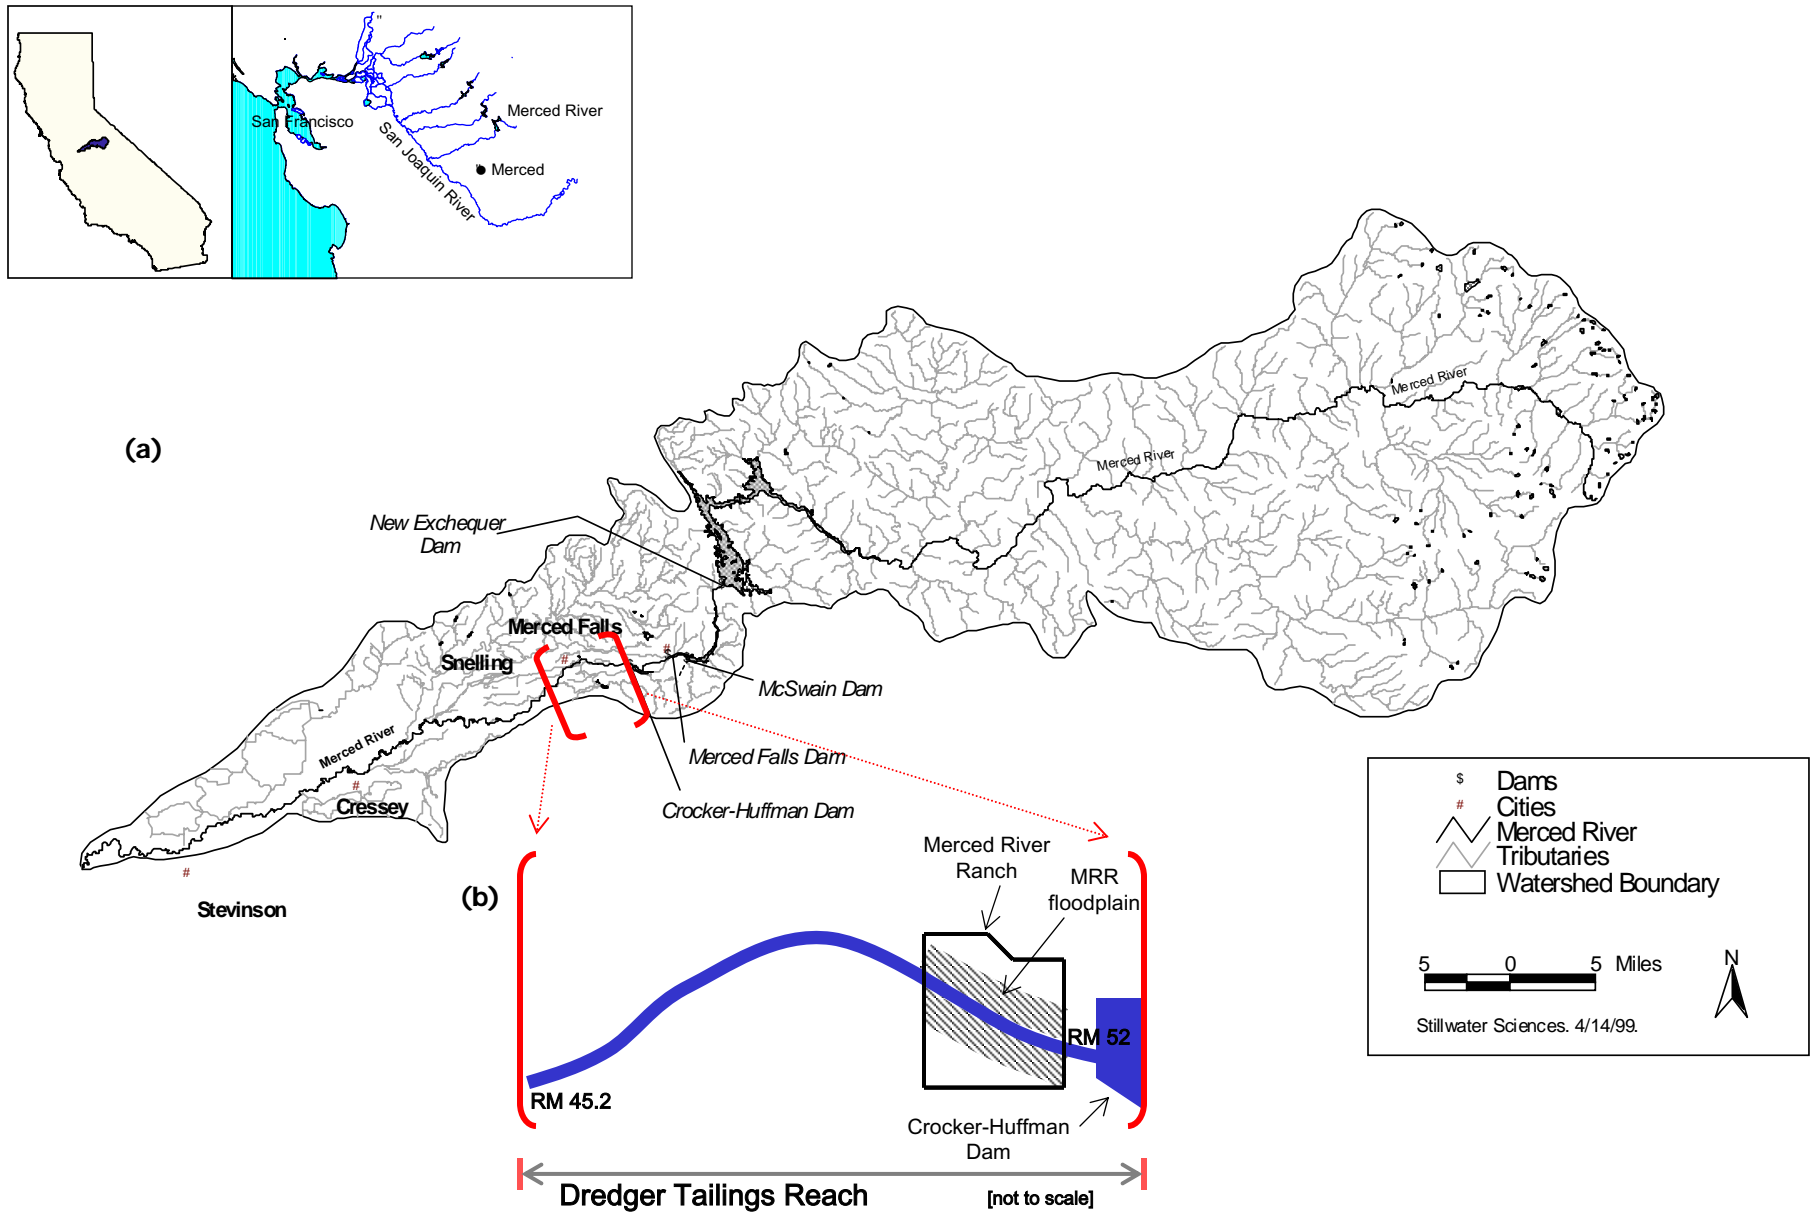 San Francisco
San Joaquin River
Merced River
Merced
(a)
Merced River
Merced River
New Exchequer
Dam
Merced Falls
Snelling
McSwain Dam
Merced River
Merced Falls Dam
Cressey
Crocker-Huffman Dam
Stevinson
(b)
Merced River
Ranch
MRR
floodplain
RM 52
RM 45.2
Crocker-Huffman
Dam
Dredger Tailings Reach
[not to scale]
$ Dams
# Cities
Merced River
Tributaries
Watershed Boundary
5 0 5 Miles
N
Stillwater Sciences. 4/14/99.